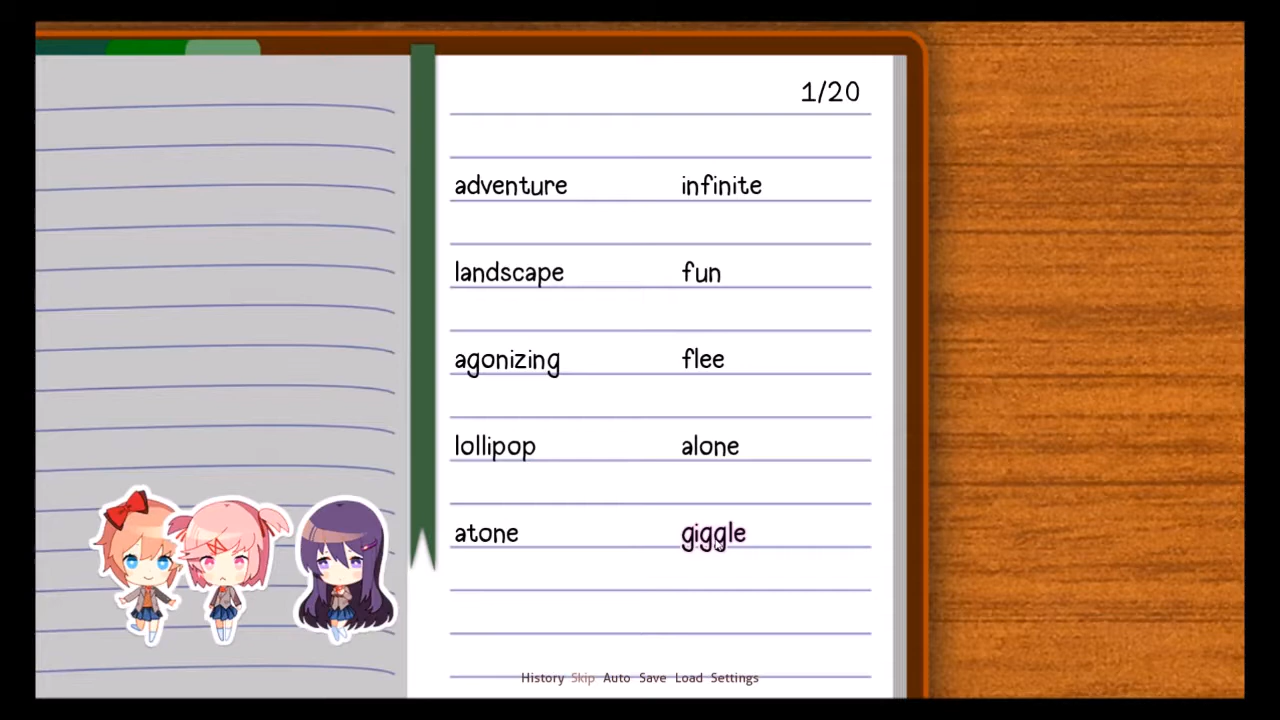 1/20
adventure infinite
landscape fun
agonizing flee
lollipop alone
atone giggle
History Skip Auto Save Load Settings